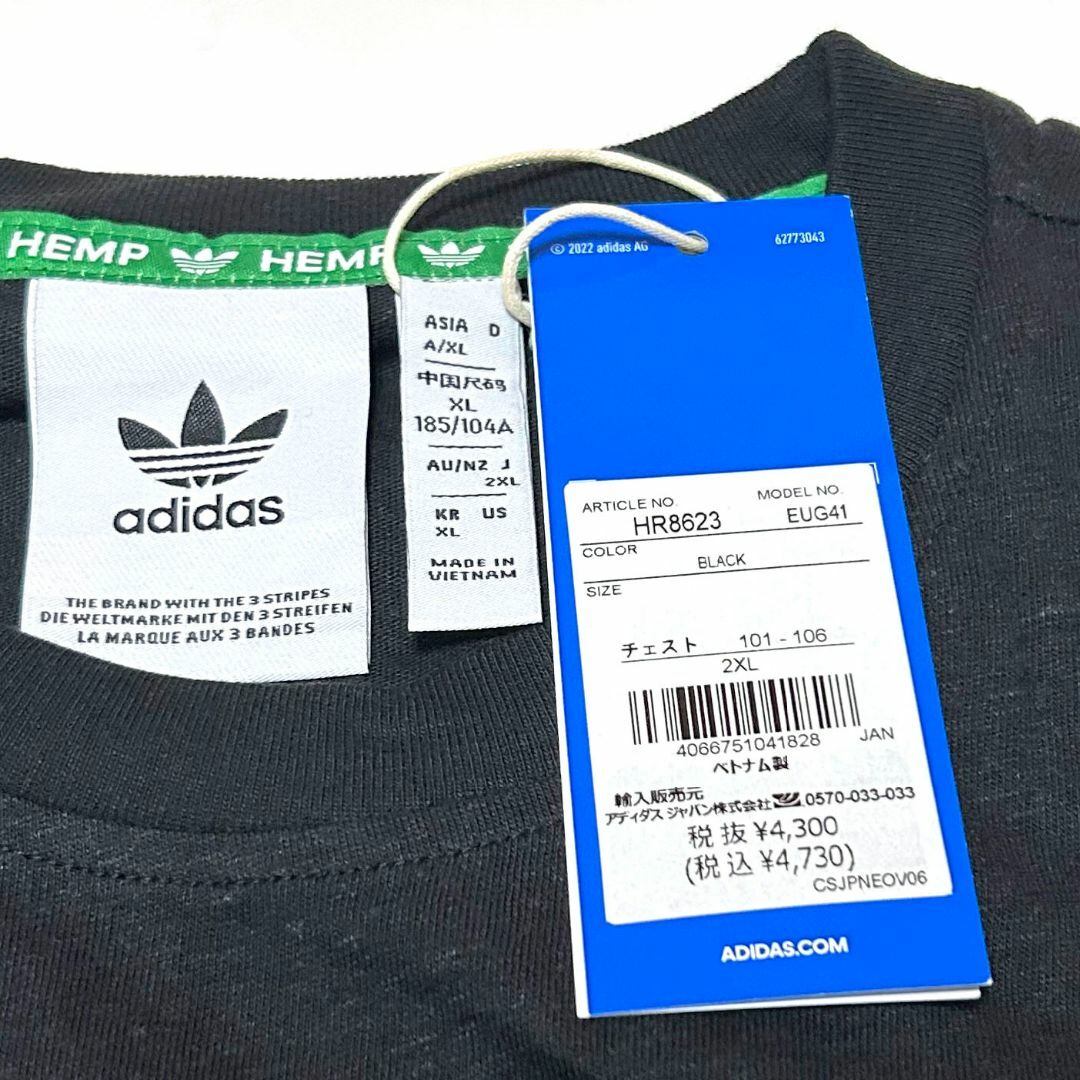 HEMP HEMP
adidas
THE BRAND WITH THE 3 STRIPES
DIE WELTMARKE MIT DEN 3 STREIFEN
LA MARQUE AUX 3 BANDES
ASIA D
A/XL
中国尺码
XL
185/104A
AU/NZ J
2XL
KR US
XL
MADE IN
VIETNAM
© 2022 adidas AG 62773043
ARTICLE NO. MODEL NO.
HR8623 EUG41
COLOR
BLACK
SIZE
チェスト 101 - 106
2XL
4066751041828 JAN
ベトナム製
輸入販売元
アディダス ジャパン株式会社 0570-033-033
税抜 ¥4,300
(税込 ¥4,730)
CSJPNEOV06
ADIDAS.COM